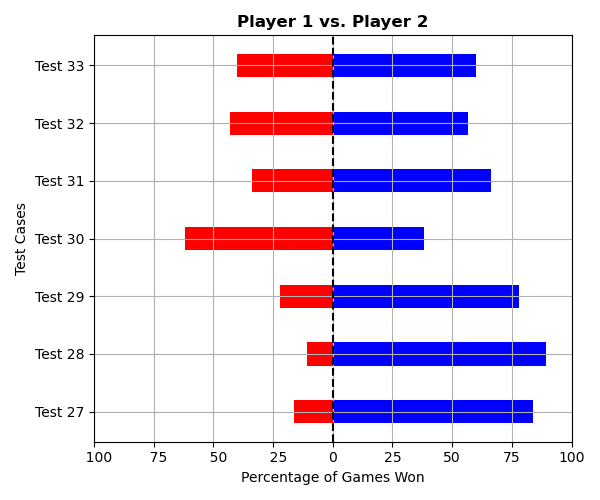 Player 1 vs. Player 2
Test Cases
Test 33
Test 32
Test 31
Test 30
Test 29
Test 28
Test 27
100 75 50 25 0 25 50 75 100
Percentage of Games Won